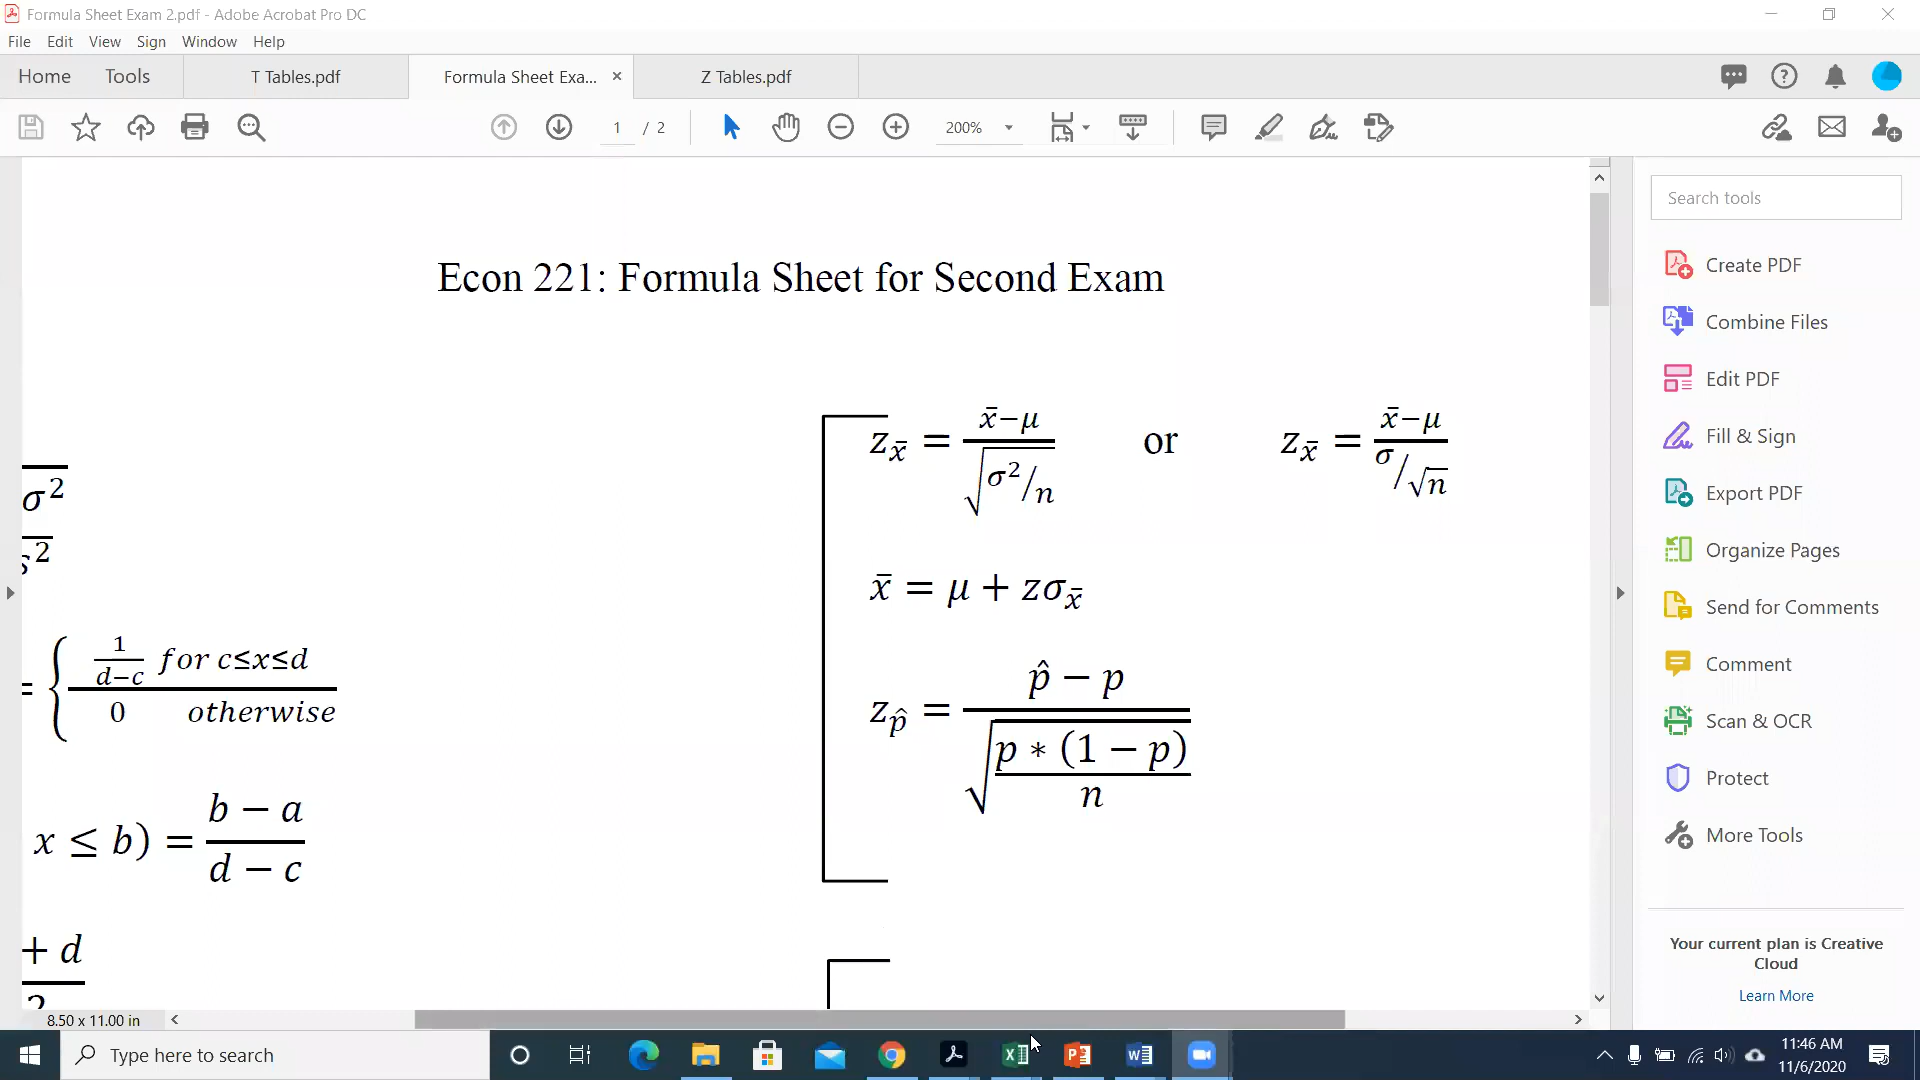 Formula Sheet Exam 2.pdf - Adobe Acrobat Pro DC
File Edit View Sign Window Help
Home Tools T Tables.pdf Formula Sheet Exa... × Z Tables.pdf
1 / 2 200%
Econ 221: Formula Sheet for Second Exam
z_x̄ = (x̄−μ)/√(σ²/n) or z_x̄ = (x̄−μ)/(σ/√n)
σ²
s²
x̄ = μ + zσ_x̄
= { 1/(d−c) for c≤x≤d
0 otherwise
z_p̂ = (p̂ − p)/√(p ∗ (1 − p)/n)
x ≤ b) = (b − a)/(d − c)
+ d
2
8.50 x 11.00 in
Search tools
Create PDF
Combine Files
Edit PDF
Fill & Sign
Export PDF
Organize Pages
Send for Comments
Comment
Scan & OCR
Protect
More Tools
Your current plan is Creative
Cloud
Learn More
Type here to search
11:46 AM
11/6/2020